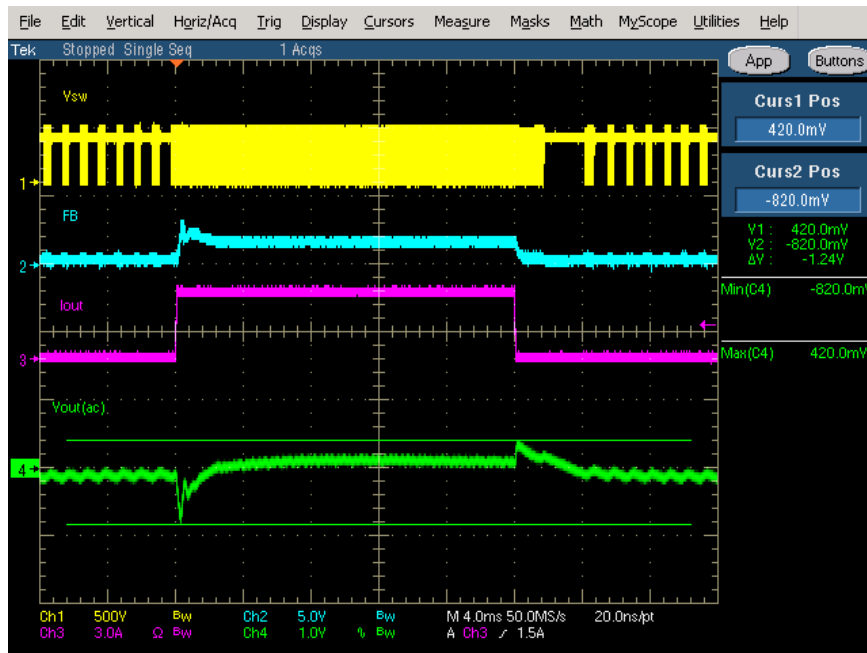 File Edit Vertical Horiz/Acq Trig Display Cursors Measure Masks Math MyScope Utilities Help
Tek Stopped Single Seq 1 Acqs
App Buttons
Curs1 Pos
420.0mV
Curs2 Pos
-820.0mV
V1 : 420.0mV
V2 : -820.0mV
ΔV : -1.24V
Min(C4) -820.0mV
Max(C4) 420.0mV
Vsw
1
FB
2
Iout
3
Vout(ac)
4
Ch1 500V Bw Ch2 5.0V Bw M 4.0ms 50.0MS/s 20.0ns/pt
Ch3 3.0A Ω Bw Ch4 1.0V Bw A Ch3 1.5A